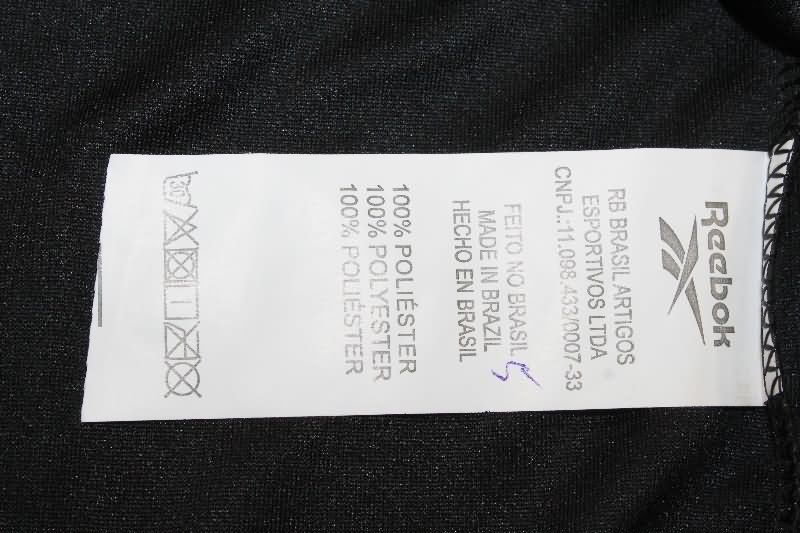 Reebok
RB BRASIL ARTIGOS
ESPORTIVOS LTDA
CNPJ.:11.098.433/0007-33
FEITO NO BRASIL
MADE IN BRAZIL
HECHO EN BRASIL
100% POLIÉSTER
100% POLYESTER
100% POLIÉSTER
30